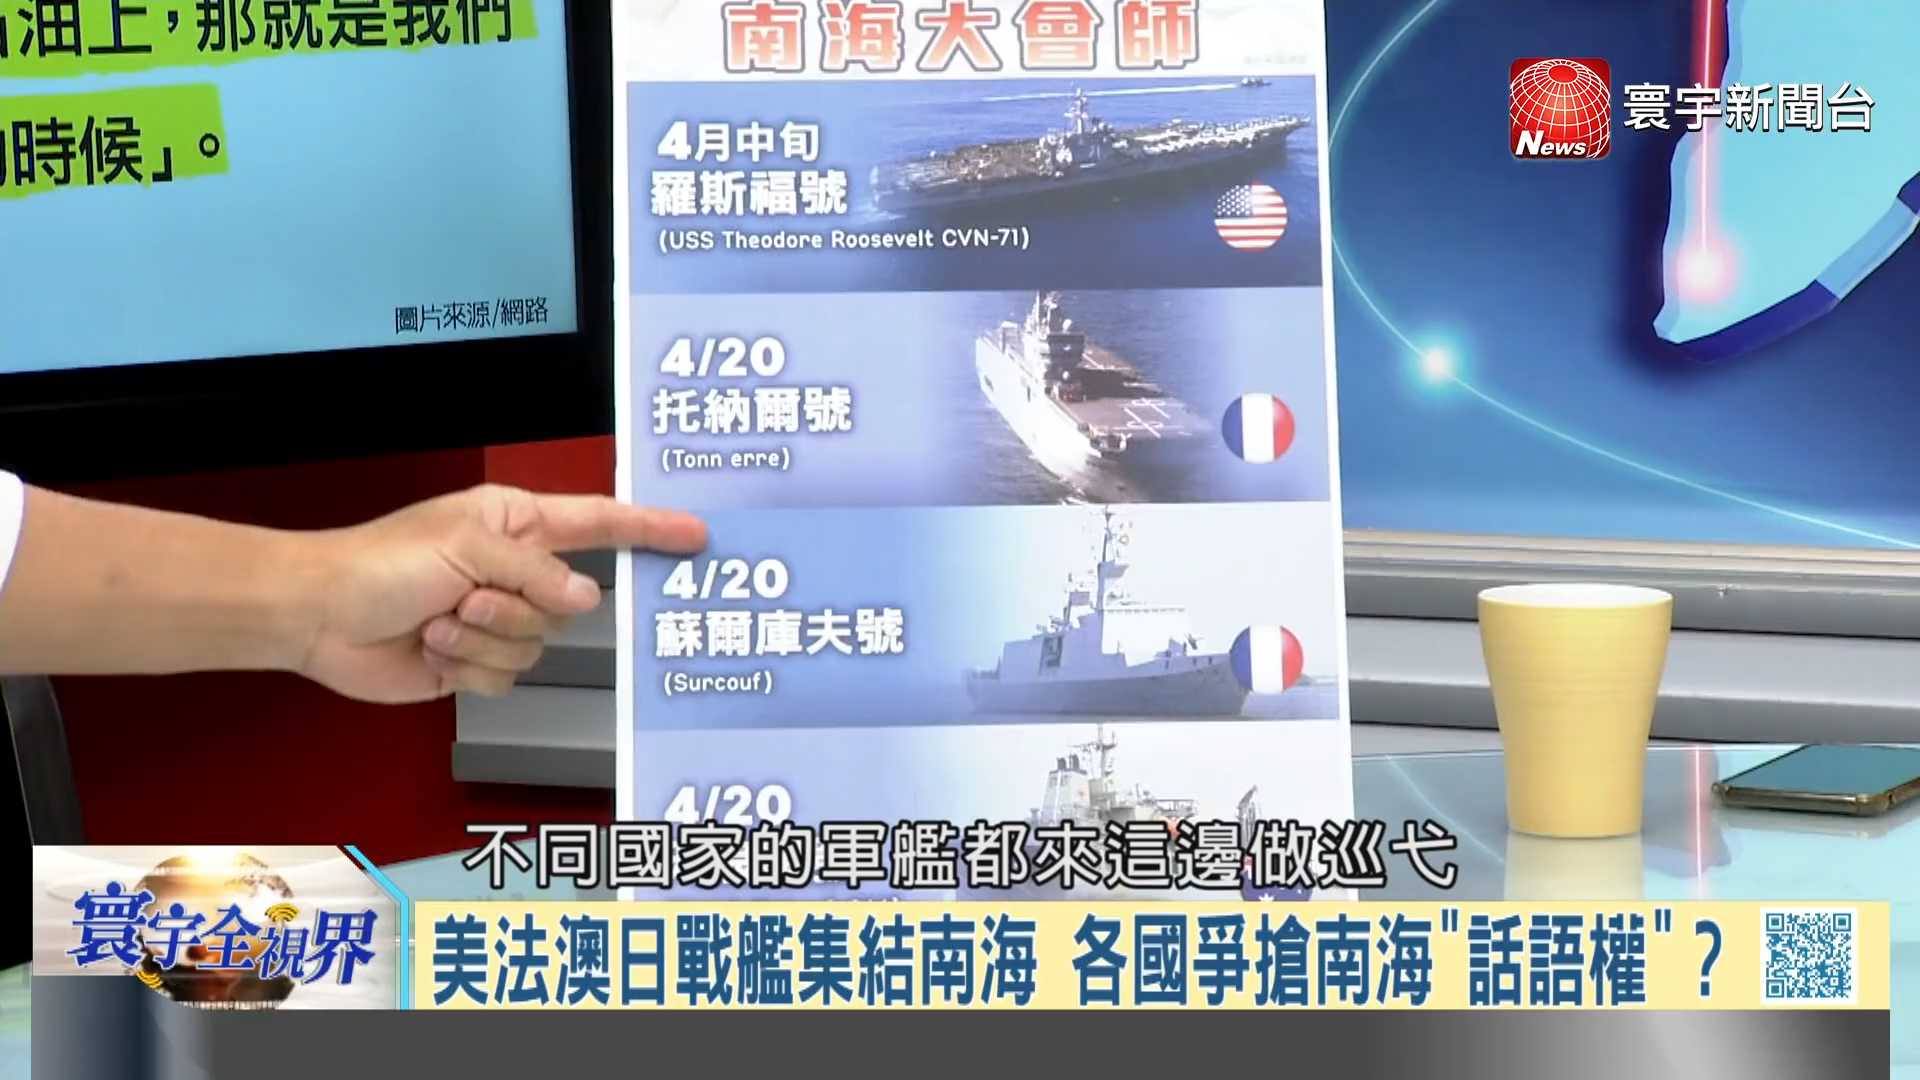 油上，那就是我們
時候」。
圖片來源/網路
南海大會師
4月中旬
羅斯福號
(USS Theodore Roosevelt CVN-71)
4/20
托納爾號
(Tonn erre)
4/20
蘇爾庫夫號
(Surcouf)
4/20
News
寰宇新聞台
不同國家的軍艦都來這邊做巡弋
寰宇全視界
美法澳日戰艦集結南海 各國爭搶南海"話語權"？